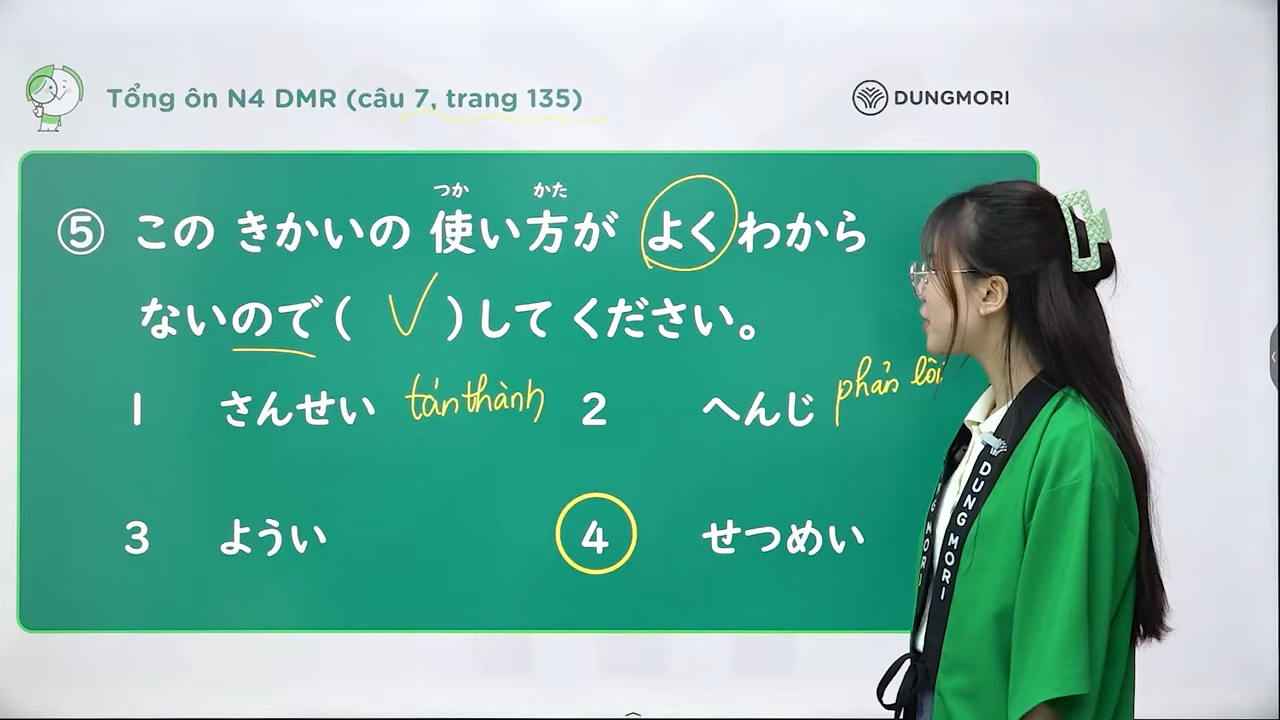 Tổng ôn N4 DMR (câu 7, trang 135)
DUNGMORI
つか かた
⑤ この きかいの 使い方が よく わから
ないので ( ) して ください。
1 さんせい tán thành 2 へんじ phản hồi
3 ようい 4 せつめい
DUNG MORI
DUNG MORI